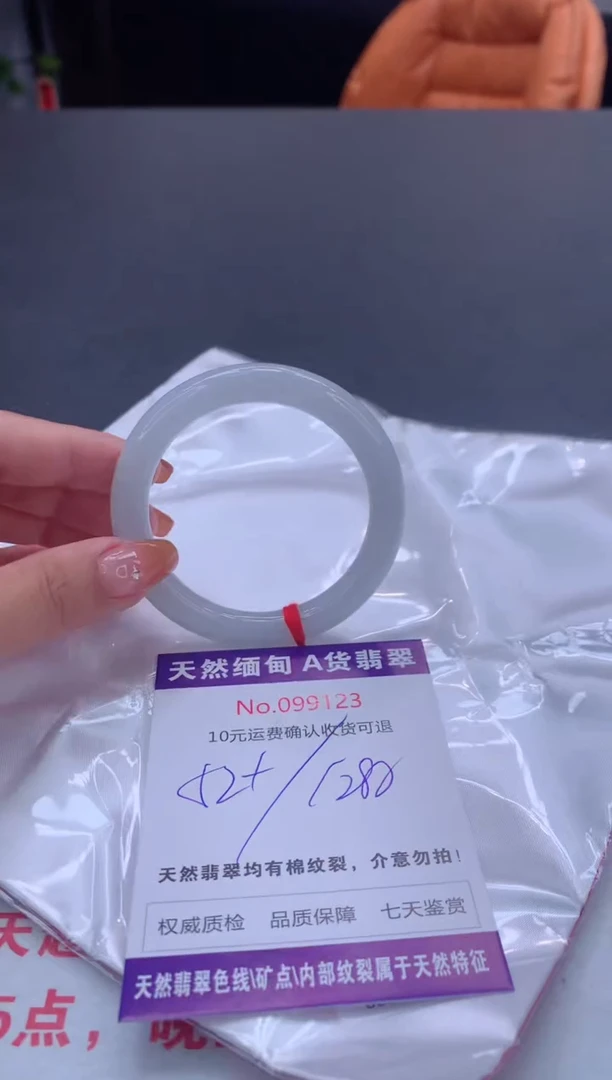 天然缅甸 A货翡翠
No.099123
10元运费确认收货可退
52+/1280
天然翡翠均有棉纹裂，介意勿拍！
权威质检 品质保障 七天鉴赏
天然翡翠色线\矿点\内部纹裂属于天然特征
天
5点，晚